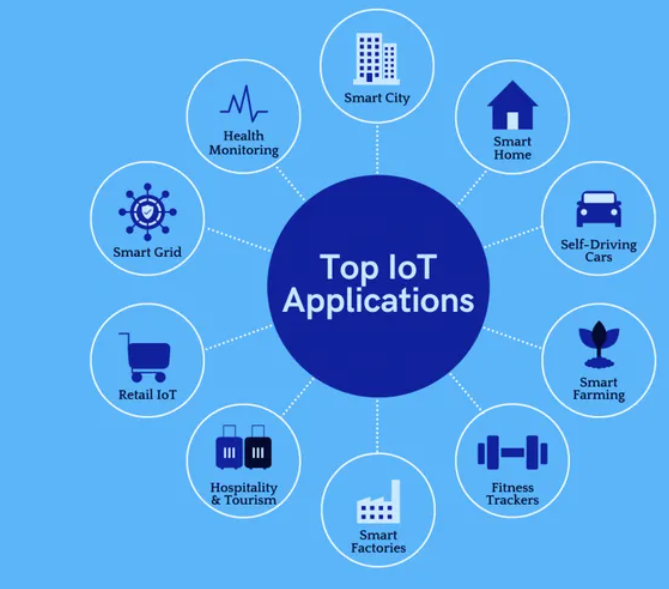 Top IoT
Applications
Smart City
Smart
Home
Self-Driving
Cars
Smart
Farming
Fitness
Trackers
Smart
Factories
Hospitality
& Tourism
Retail IoT
Smart Grid
Health
Monitoring